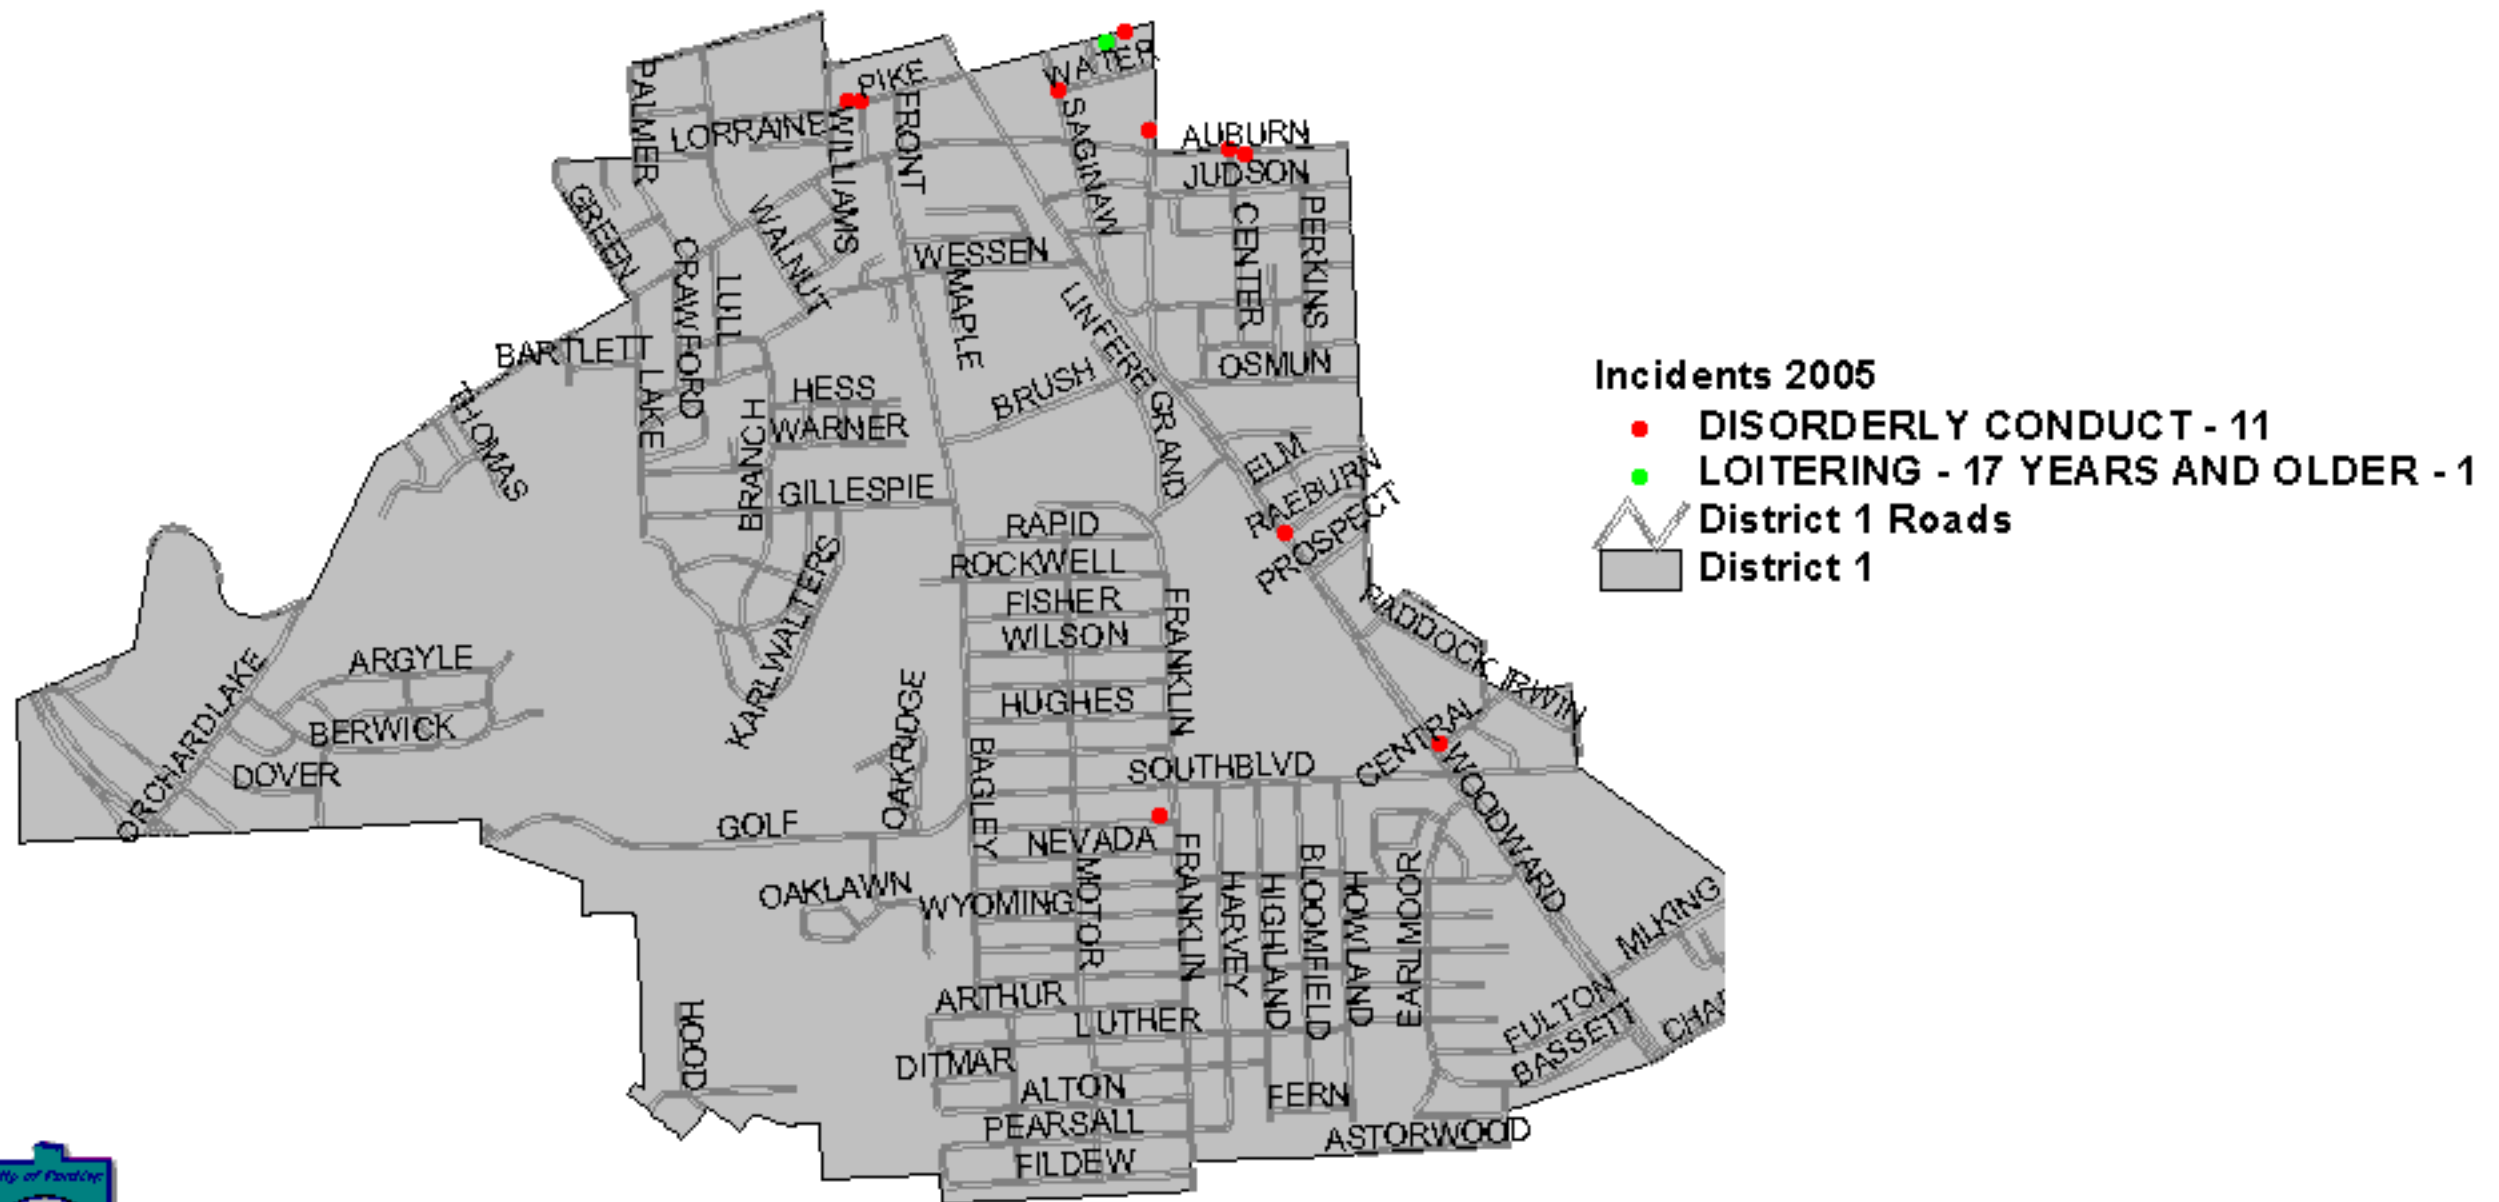 WATER
PIKE
PALMER
LORRAINE
WILLIAMS
FRONT
SAGINAW
AUBURN
JUDSON
GREEN
WALNUT
CENTER
PERKINS
CRAWFORD
LULL
WESSEN
MAPLE
LINFERE
BARTLETT
LAKE
OSMUN
HESS
BRUSH
GRAND
THOMAS
BRANCH
WARNER
ELM
GILLESPIE
RAEBURN
RAPID
PROSPECT
ROCKWELL
KARL WALTERS
FISHER
FRANKLIN
WILSON
PADDOCK
ARGYLE
IRWIN
ORCHARDLAKE
OAKRIDGE
HUGHES
BERWICK
CENTRAL
BAGLEY
SOUTHBLVD
WOODWARD
DOVER
GOLF
NEVADA
MOTOR
FRANKLIN
OAKLAWN
WYOMING
HARVEY
HIGHLAND
BLOOMFIELD
HOWLAND
EARLMOOR
MLKING
ARTHUR
LUTHER
FULTON
CHA
HOOD
BASSETT
DITMAR
ALTON
FERN
PEARSALL
ASTORWOOD
FILDEW
Incidents 2005
DISORDERLY CONDUCT - 11
LOITERING - 17 YEARS AND OLDER - 1
District 1 Roads
District 1